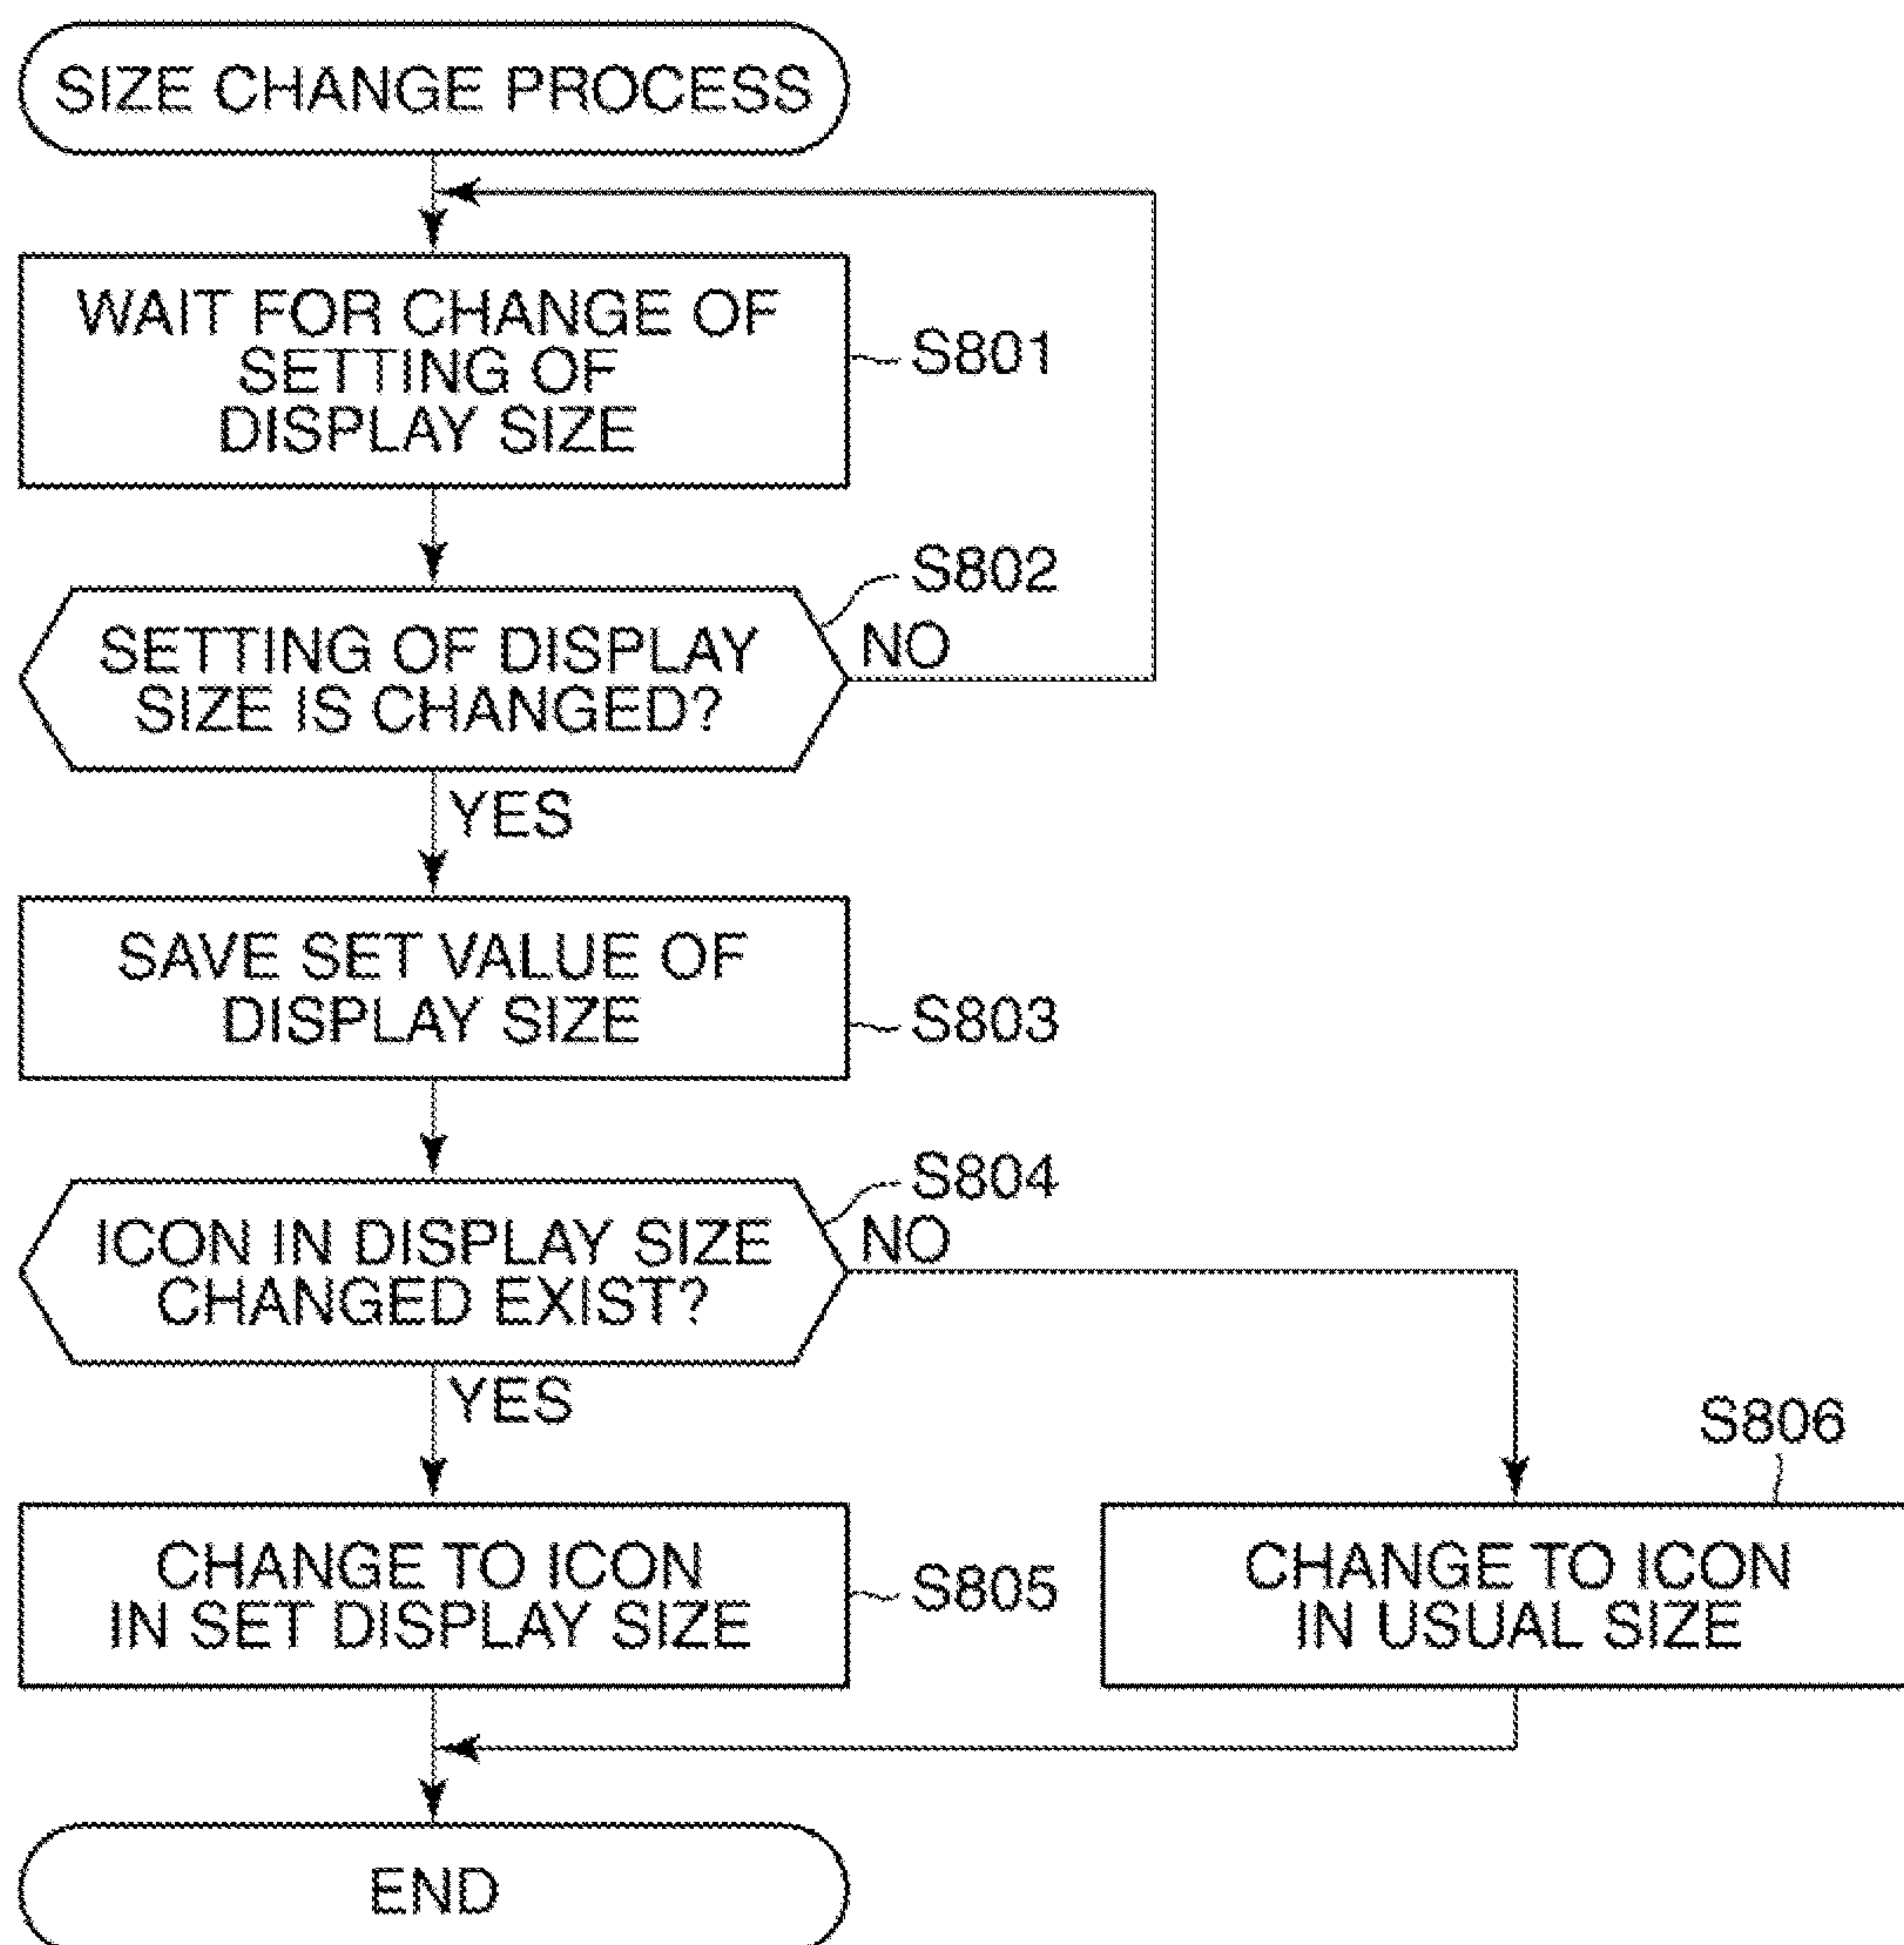 SIZE CHANGE PROCESS
WAIT FOR CHANGE OF
SETTING OF
DISPLAY SIZE
S801
S802
SETTING OF DISPLAY
SIZE IS CHANGED?
NO
YES
SAVE SET VALUE OF
DISPLAY SIZE
S803
S804
ICON IN DISPLAY SIZE
CHANGED EXIST?
NO
YES
CHANGE TO ICON
IN SET DISPLAY SIZE
S805
S806
CHANGE TO ICON
IN USUAL SIZE
END